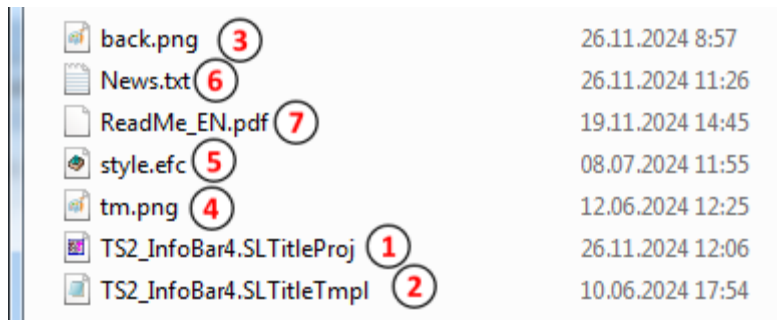 back.png 3 26.11.2024 8:57
News.txt 6 26.11.2024 11:26
ReadMe_EN.pdf 7 19.11.2024 14:45
style.efc 5 08.07.2024 11:55
tm.png 4 12.06.2024 12:25
TS2_InfoBar4.SLTitleProj 1 26.11.2024 12:06
TS2_InfoBar4.SLTitleTmpl 2 10.06.2024 17:54